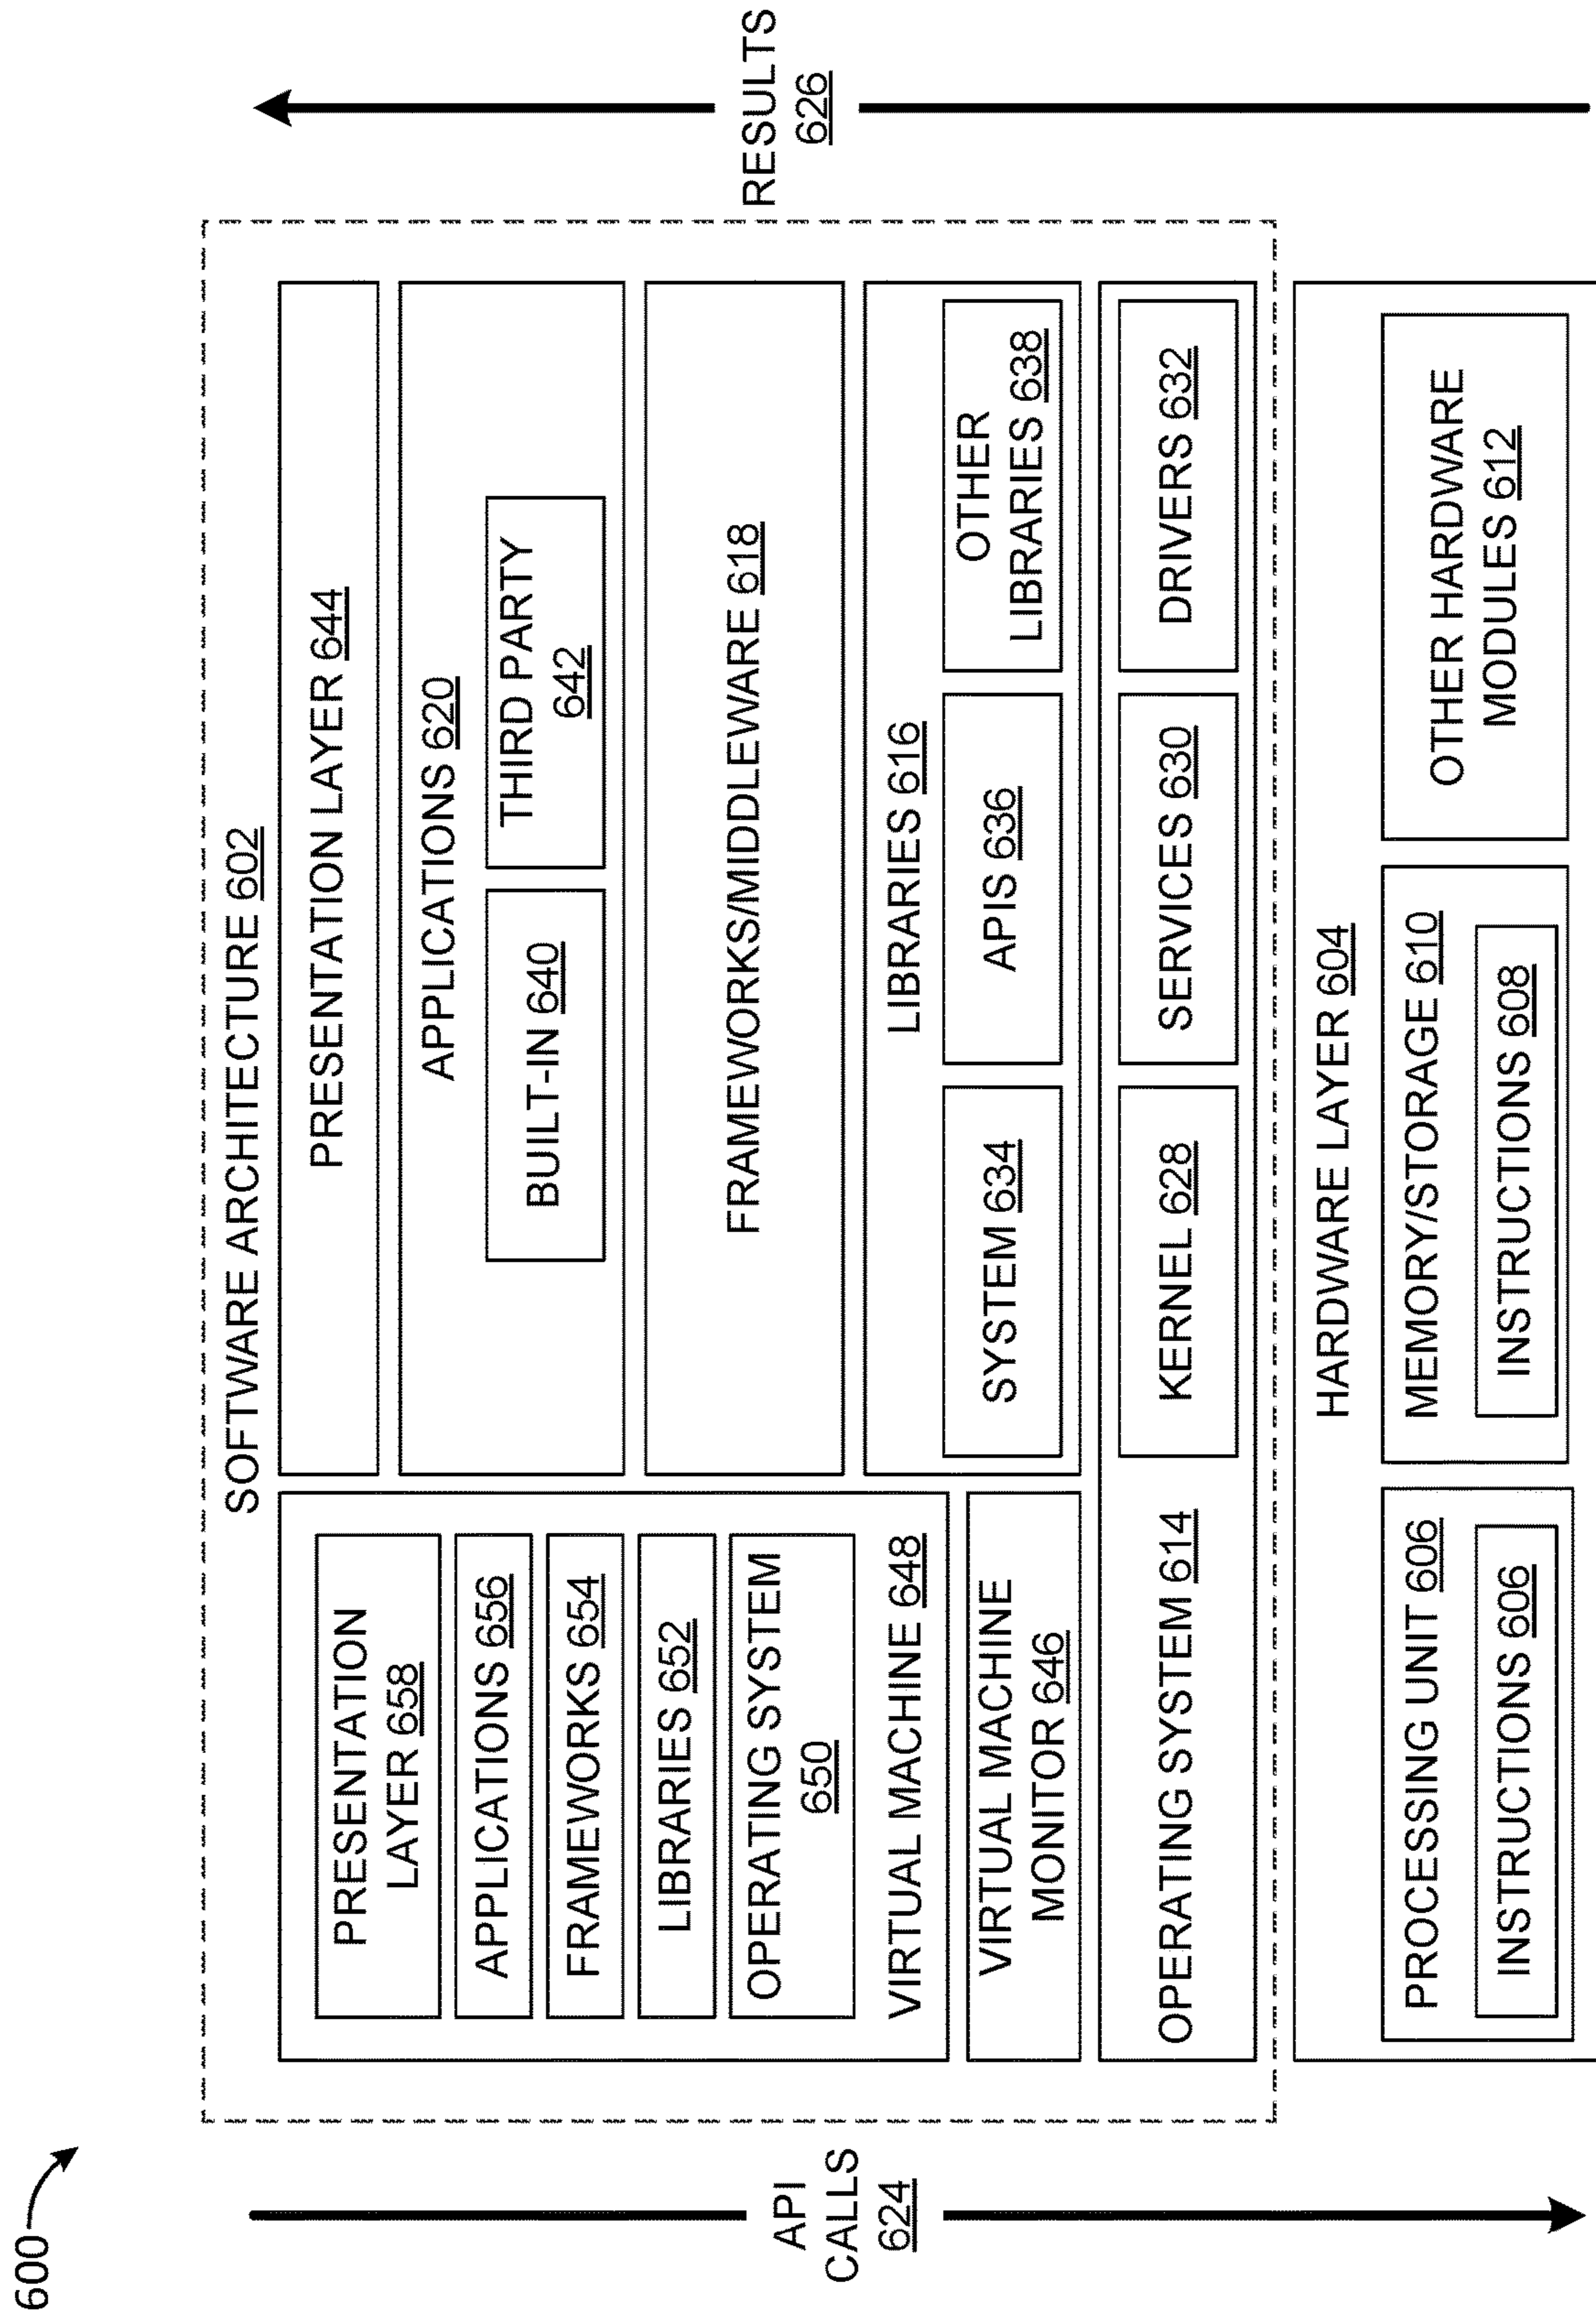 600
SOFTWARE ARCHITECTURE 602
PRESENTATION
LAYER 658
APPLICATIONS 656
FRAMEWORKS 654
LIBRARIES 652
OPERATING SYSTEM
650
VIRTUAL MACHINE 648
VIRTUAL MACHINE
MONITOR 646
PRESENTATION LAYER 644
APPLICATIONS 620
BUILT-IN 640
THIRD PARTY
642
FRAMEWORKS/MIDDLEWARE 618
LIBRARIES 616
SYSTEM 634
APIS 636
OTHER
LIBRARIES 638
OPERATING SYSTEM 614
KERNEL 628
SERVICES 630
DRIVERS 632
HARDWARE LAYER 604
PROCESSING UNIT 606
INSTRUCTIONS 606
MEMORY/STORAGE 610
INSTRUCTIONS 608
OTHER HARDWARE
MODULES 612
API
CALLS
624
RESULTS
626